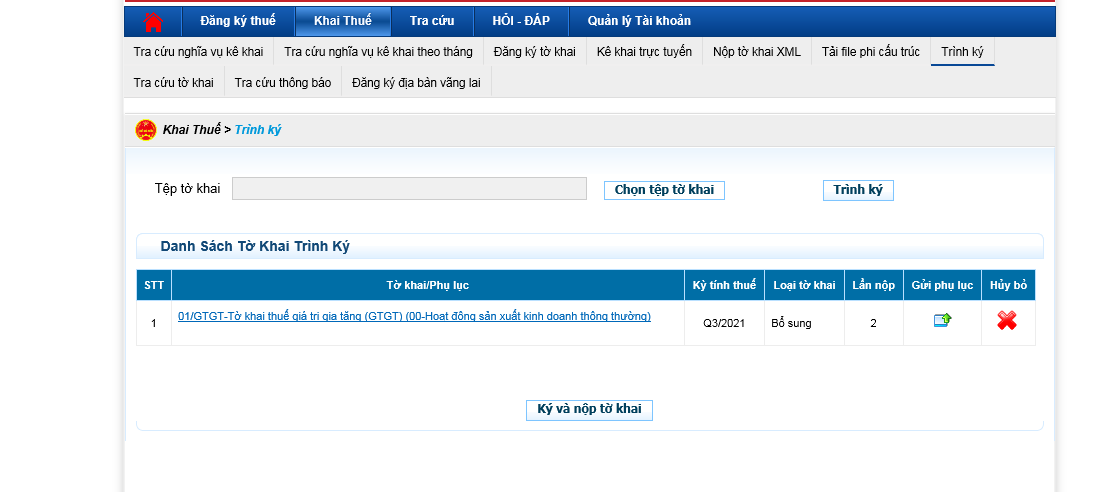 Đăng ký thuế Khai Thuế Tra cứu HỎI - ĐÁP Quản lý Tài khoản
Tra cứu nghĩa vụ kê khai Tra cứu nghĩa vụ kê khai theo tháng Đăng ký tờ khai Kê khai trực tuyến Nộp tờ khai XML Tải file phi cấu trúc Trình ký
Tra cứu tờ khai Tra cứu thông báo Đăng ký địa bàn vãng lai
Khai Thuế > Trình ký
Tệp tờ khai Chọn tệp tờ khai Trình ký
Danh Sách Tờ Khai Trình Ký
STT Tờ khai/Phụ lục Kỳ tính thuế Loại tờ khai Lần nộp Gửi phụ lục Hủy bỏ
1 01/GTGT-Tờ khai thuế giá trị gia tăng (GTGT) (00-Hoạt động sản xuất kinh doanh thông thường) Q3/2021 Bổ sung 2
Ký và nộp tờ khai